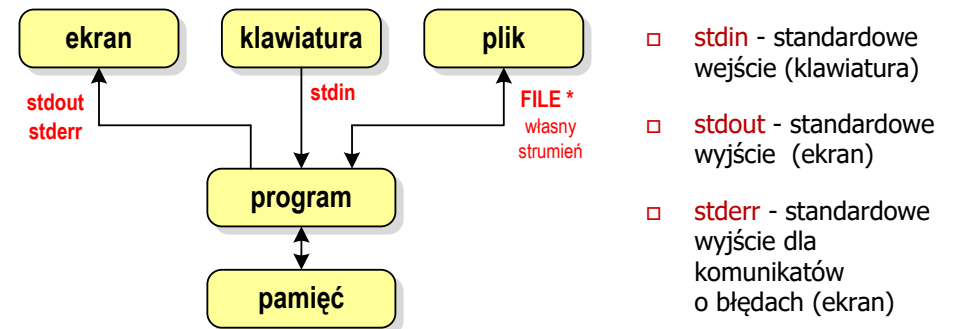 ekran
klawiatura
plik
stdout
stderr
stdin
FILE *
własny
strumień
program
pamięć
stdin - standardowe
wejście (klawiatura)
stdout - standardowe
wyjście (ekran)
stderr - standardowe
wyjście dla
komunikatów
o błędach (ekran)